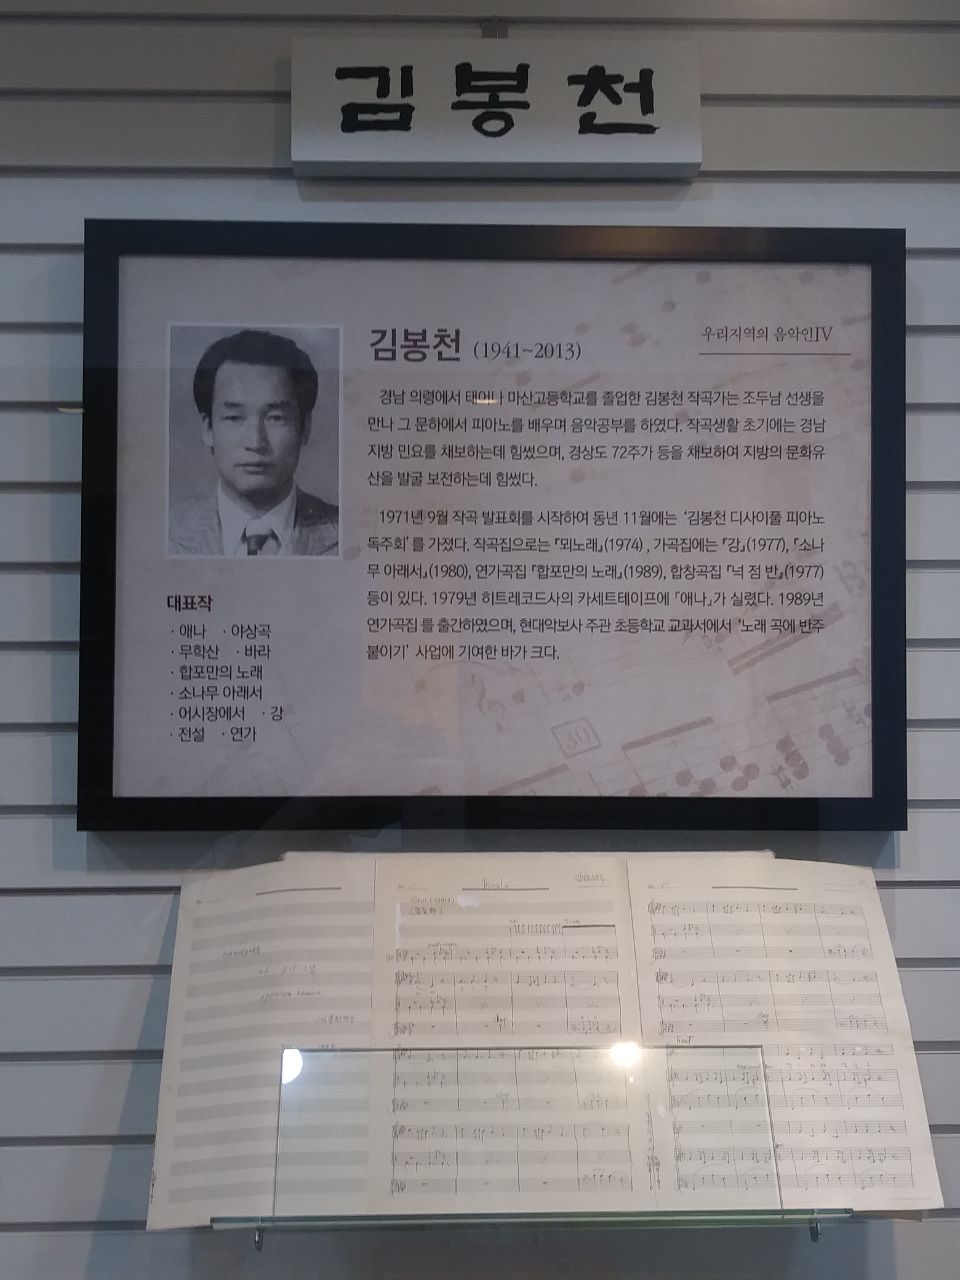 김봉천
김봉천 (1941~2013)
우리지역의 음악인Ⅳ
경남 의령에서 태어나 마산고등학교를 졸업한 김봉천 작곡가는 조두남 선생을
만나 그 문하에서 피아노를 배우며 음악공부를 하였다. 작곡생활 초기에는 경남
지방 민요를 채보하는데 힘썼으며, 경상도 72주가 등을 채보하여 지방의 문화유
산을 발굴 보전하는데 힘썼다.
1971년 9월 작곡 발표회를 시작하여 동년 11월에는 ‘김봉천 디사이풀 피아노
독주회’를 가졌다. 작곡집으로는 『뫼노래』(1974) , 가곡집에는 『강』(1977), 『소나
무 아래서』(1980), 연가곡집 『합포만의 노래』(1989), 합창곡집 『넉 점 반』(1977)
등이 있다. 1979년 히트레코드사의 카세트테이프에 「애나」가 실렸다. 1989년
연가곡집 를 출간하였으며, 현대악보사 주관 초등학교 교과서에서 ‘노래 곡에 반주
붙이기’ 사업에 기여한 바가 크다.
대표작
· 애나 · 야상곡
· 무학산 · 바라
· 합포만의 노래
· 소나무 아래서
· 어시장에서 · 강
· 전설 · 연가
30